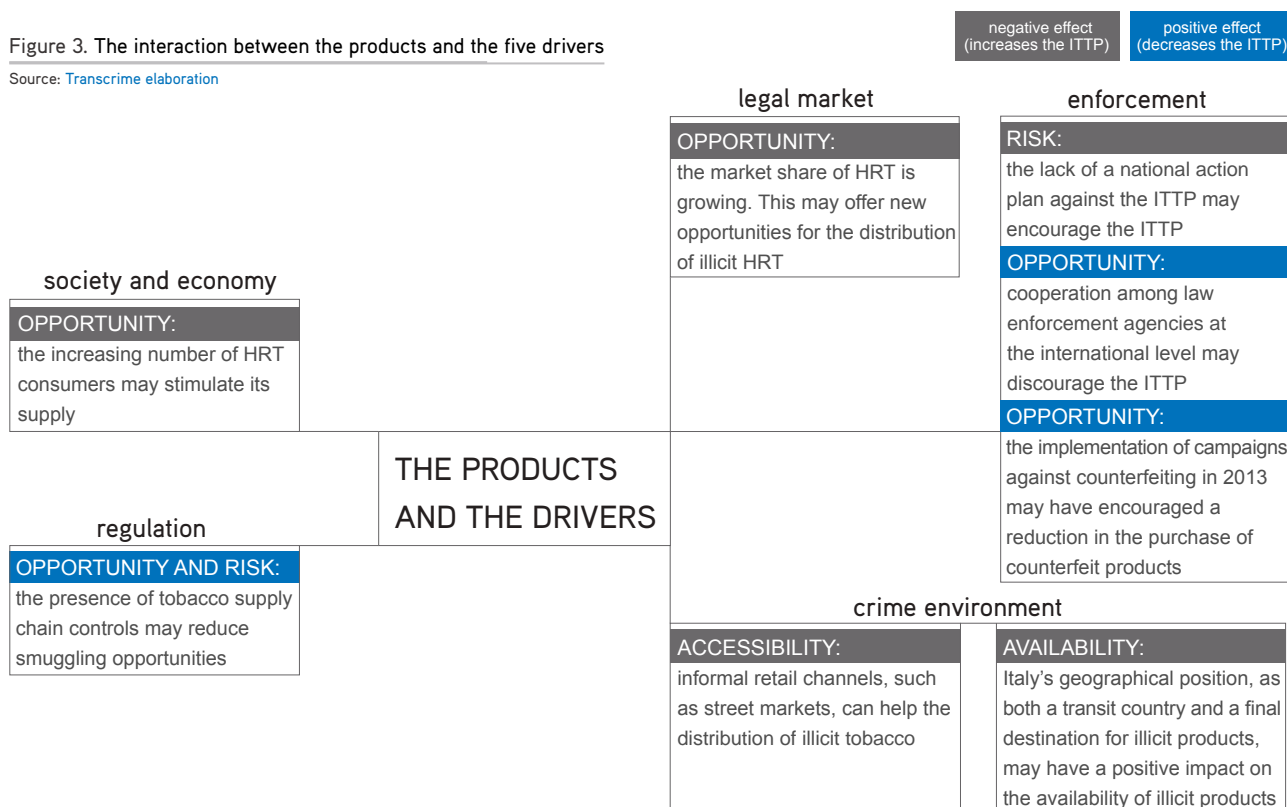 negative effect
(increases the ITTP)
positive effect
(decreases the ITTP)
Figure 3. The interaction between the products and the five drivers
Source: Transcrime elaboration
legal market
OPPORTUNITY:
the market share of HRT is
growing. This may offer new
opportunities for the distribution
of illicit HRT
enforcement
RISK:
the lack of a national action
plan against the ITTP may
encourage the ITTP
OPPORTUNITY:
cooperation among law
enforcement agencies at
the international level may
discourage the ITTP
OPPORTUNITY:
the implementation of campaigns
against counterfeiting in 2013
may have encouraged a
reduction in the purchase of
counterfeit products
society and economy
OPPORTUNITY:
the increasing number of HRT
consumers may stimulate its
supply
THE PRODUCTS
AND THE DRIVERS
regulation
OPPORTUNITY AND RISK:
the presence of tobacco supply
chain controls may reduce
smuggling opportunities
crime environment
ACCESSIBILITY:
informal retail channels, such
as street markets, can help the
distribution of illicit tobacco
AVAILABILITY:
Italy's geographical position, as
both a transit country and a final
destination for illicit products,
may have a positive impact on
the availability of illicit products